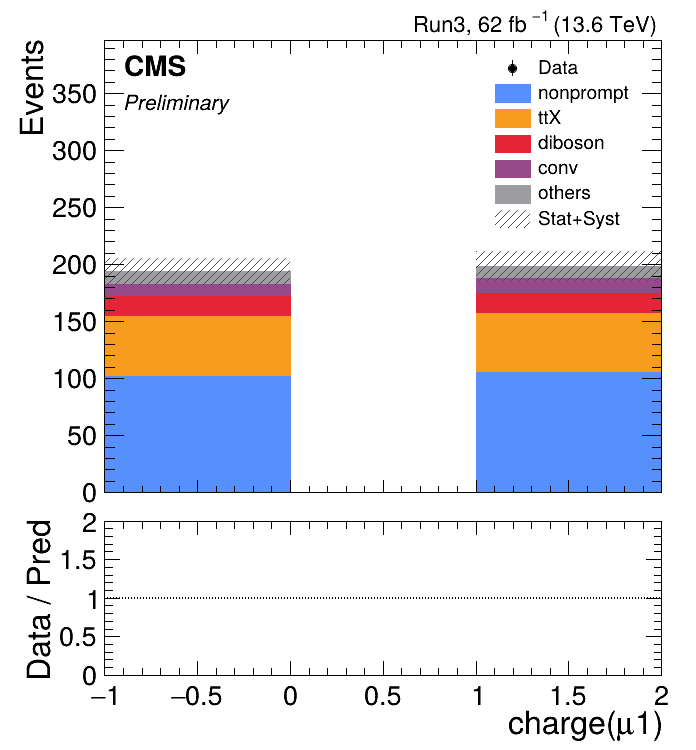 Run3, 62 fb⁻¹ (13.6 TeV)
CMS
Preliminary
Data
nonprompt
ttX
diboson
conv
others
Stat+Syst
Events
350
300
250
200
150
100
50
0
Data / Pred
2
1.5
1
0.5
0
−1 −0.5 0 0.5 1 1.5 2
charge(μ1)